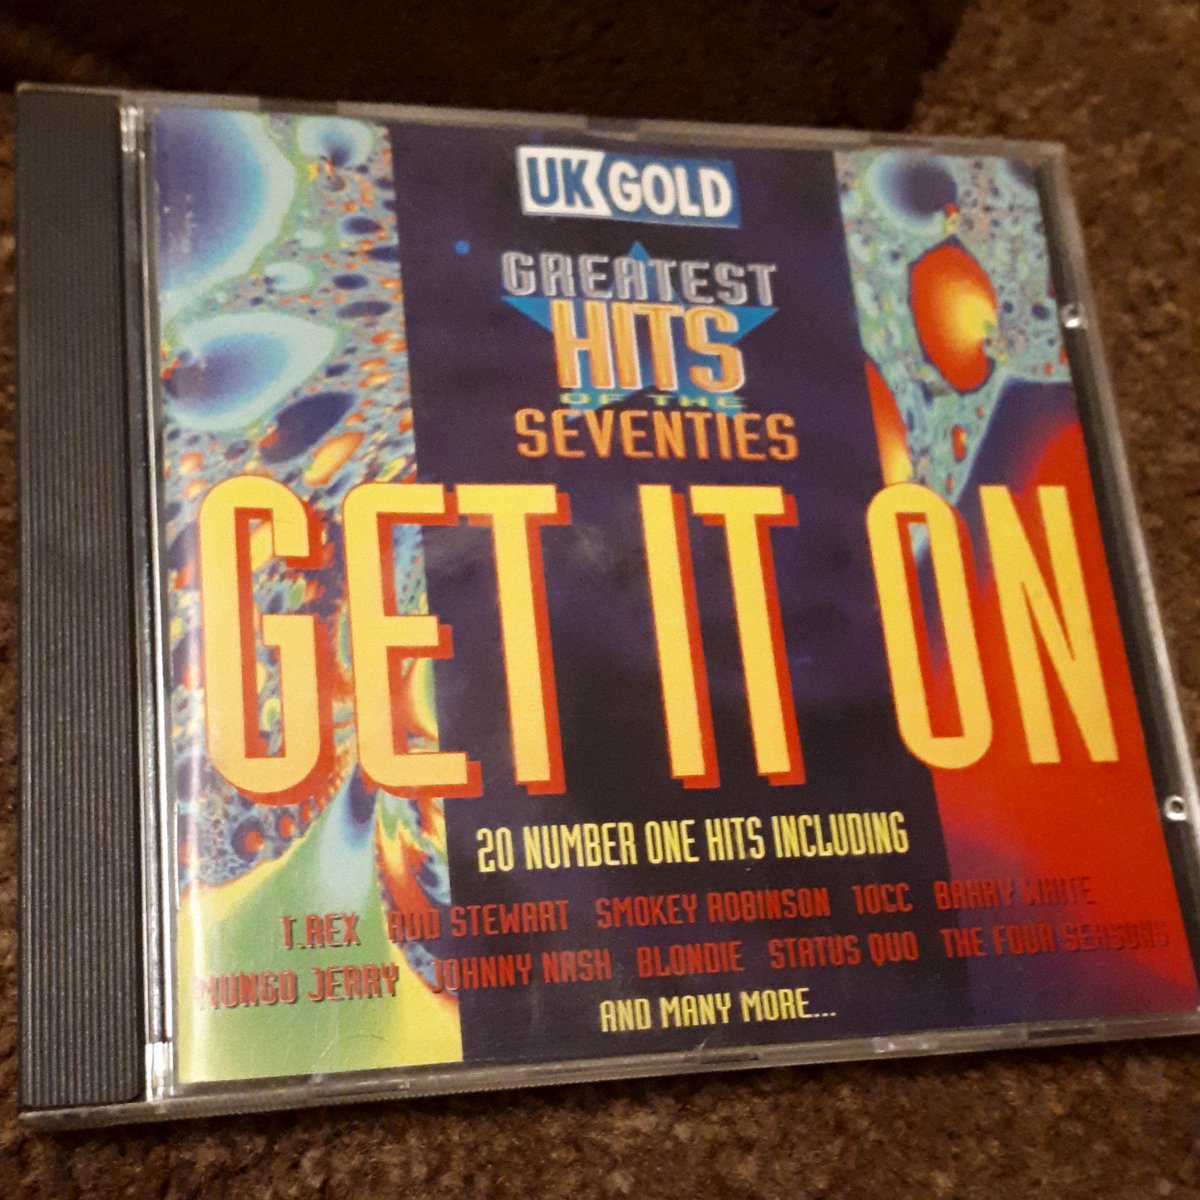 UK GOLD
GREATEST
HITS
OF THE
SEVENTIES
GET IT ON
20 NUMBER ONE HITS INCLUDING
T.REX ROD STEWART SMOKEY ROBINSON 10CC BARRY WHITE
MUNGO JERRY JOHNNY NASH BLONDIE STATUS QUO THE FOUR SEASONS
AND MANY MORE...